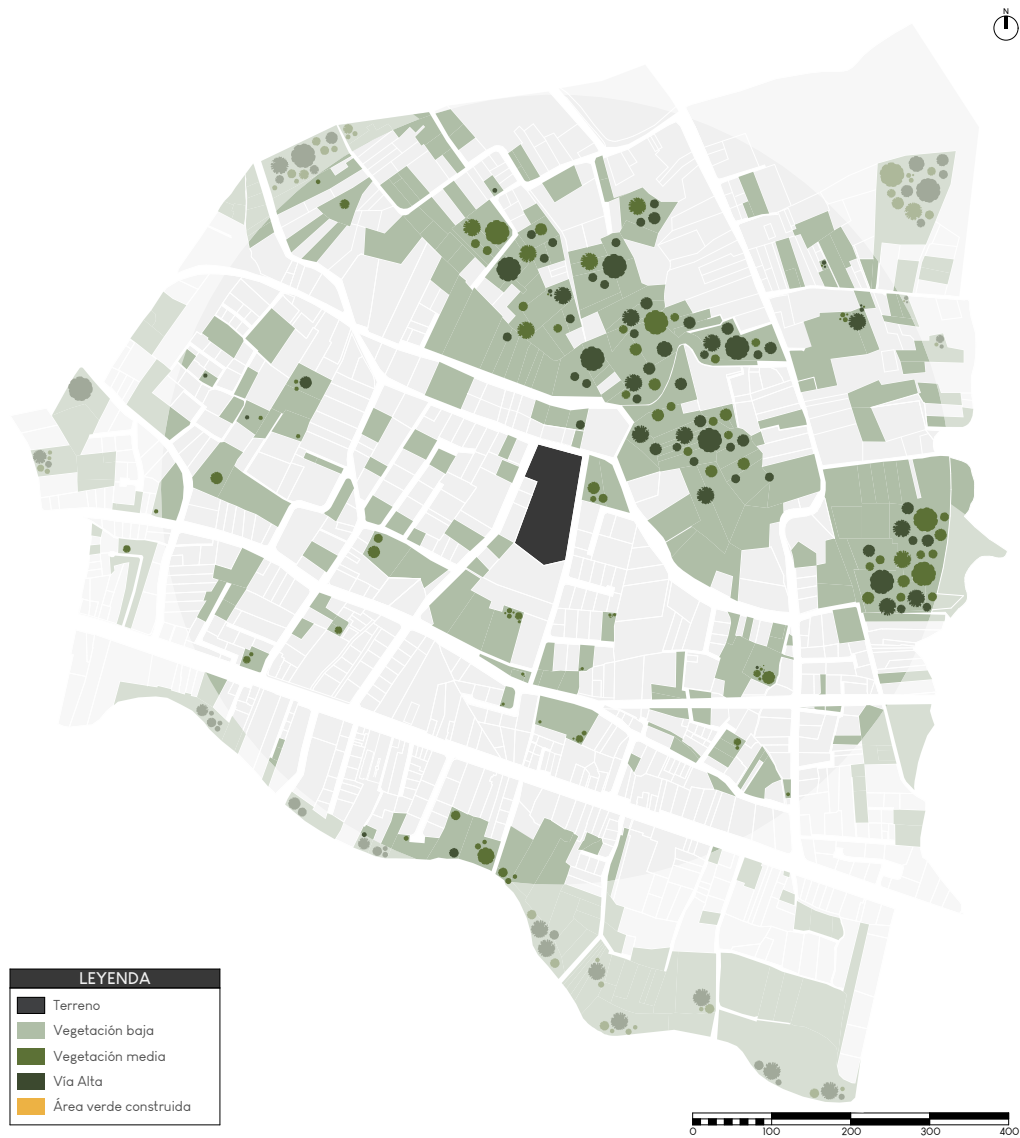 N
LEYENDA
Terreno
Vegetación baja
Vegetación media
Vía Alta
Área verde construida
0 100 200 300 400